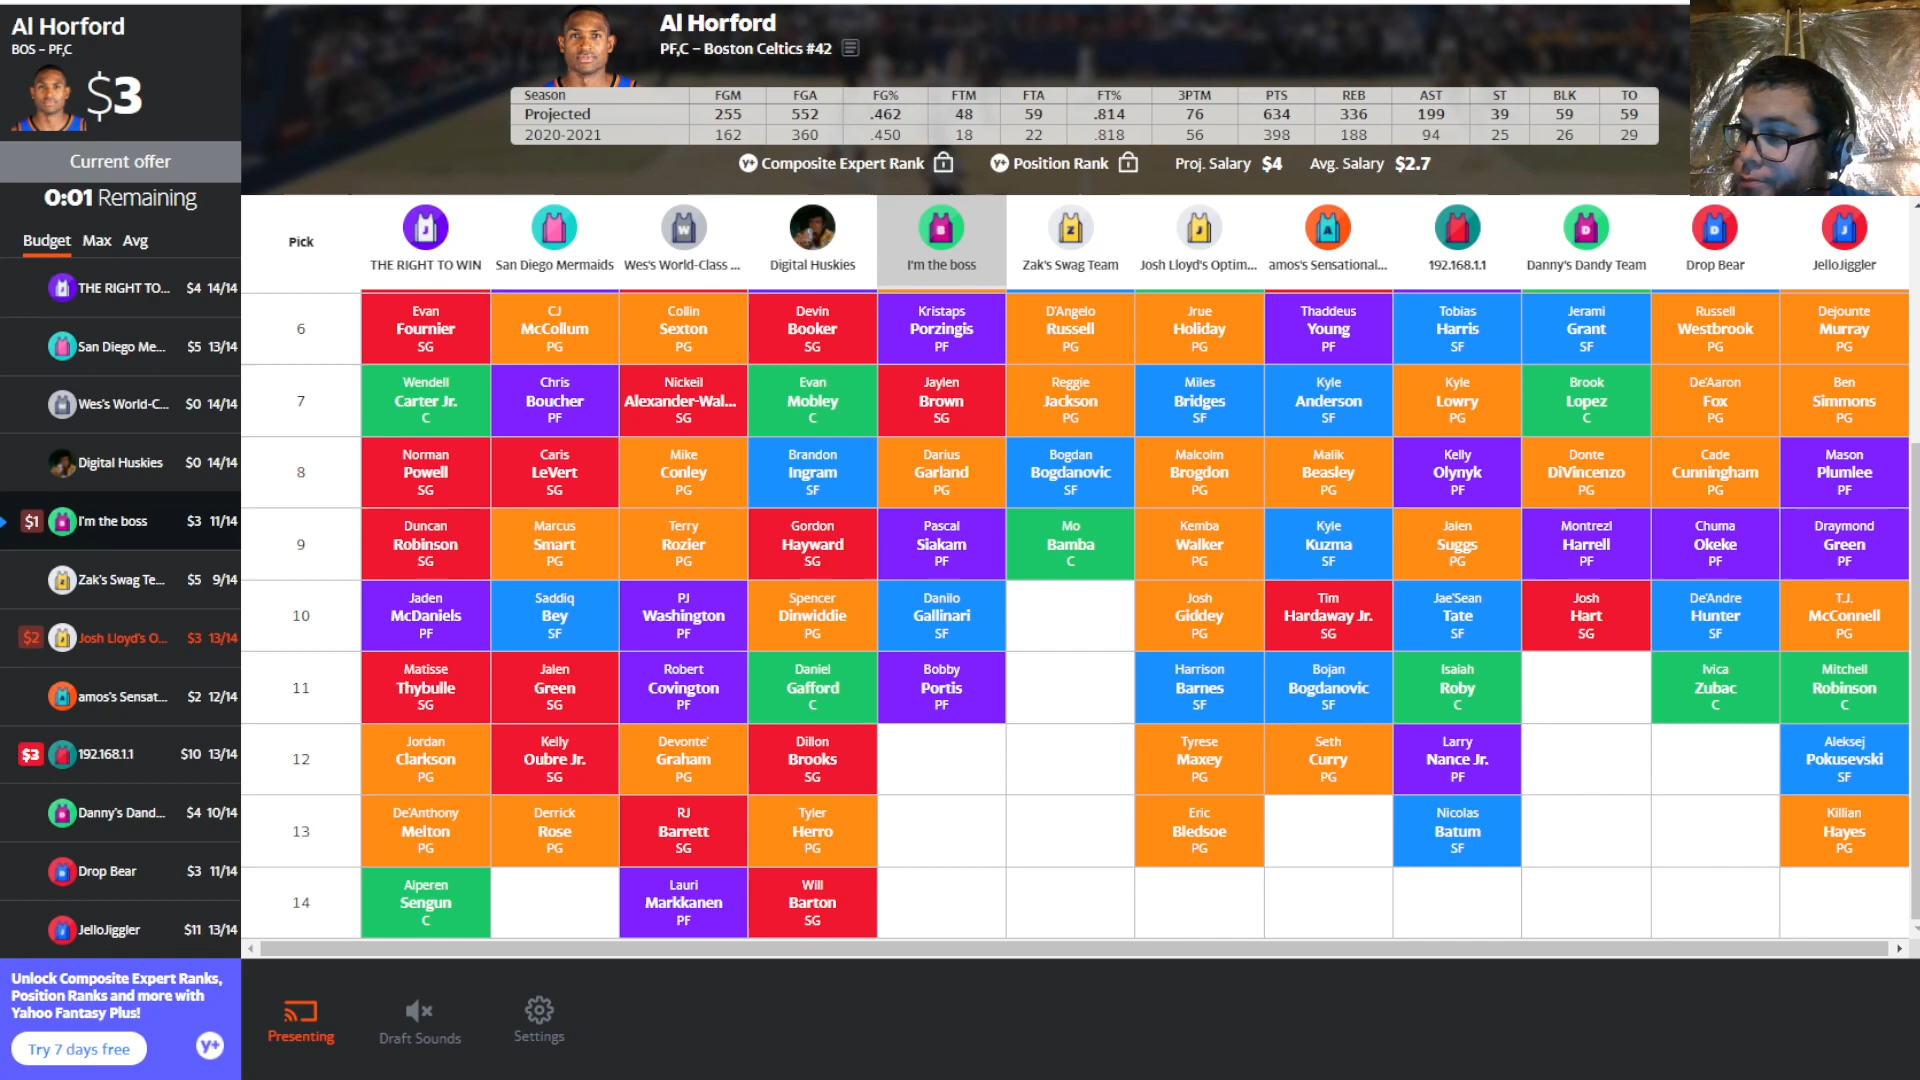 Al Horford
BOS – PF,C
$3
Current offer
0:01 Remaining
Budget Max Avg
THE RIGHT TO... $4 14/14
San Diego Me... $5 13/14
Wes's World-C... $0 14/14
Digital Huskies $0 14/14
$1 I'm the boss $3 11/14
Zak's Swag Te... $5 9/14
$2 Josh Lloyd's O... $3 13/14
amos's Sensat... $2 12/14
$3 192.168.1.1 $10 13/14
Danny's Dand... $4 10/14
Drop Bear $3 11/14
JelloJiggler $11 13/14
Unlock Composite Expert Ranks,
Position Ranks and more with
Yahoo Fantasy Plus!
Try 7 days free y+
Al Horford
PF,C – Boston Celtics #42
Season FGM FGA FG% FTM FTA FT% 3PTM PTS REB AST ST BLK TO
Projected 255 552 .462 48 59 .814 76 634 336 199 39 59 59
2020-2021 162 360 .450 18 22 .818 56 398 188 94 25 26 29
y+ Composite Expert Rank y+ Position Rank Proj. Salary $4 Avg. Salary $2.7
J W B Z J A D D J
Pick THE RIGHT TO WIN San Diego Mermaids Wes's World-Class ... Digital Huskies I'm the boss Zak's Swag Team Josh Lloyd's Optim... amos's Sensational... 192.168.1.1 Danny's Dandy Team Drop Bear JelloJiggler
Evan CJ Collin Devin Kristaps D'Angelo Jrue Thaddeus Tobias Jerami Russell Dejounte
6 Fournier McCollum Sexton Booker Porzingis Russell Holiday Young Harris Grant Westbrook Murray
SG PG PG SG PF PG PG PF SF SF PG PG
Wendell Chris Nickeil Evan Jaylen Reggie Miles Kyle Kyle Brook De'Aaron Ben
7 Carter Jr. Boucher Alexander-Wal... Mobley Brown Jackson Bridges Anderson Lowry Lopez Fox Simmons
C PF SG C SG PG SF SF PG C PG PG
Norman Caris Mike Brandon Darius Bogdan Malcolm Malik Kelly Donte Cade Mason
8 Powell LeVert Conley Ingram Garland Bogdanovic Brogdon Beasley Olynyk DiVincenzo Cunningham Plumlee
SG SG PG SF PG SF PG PG PF PG PG PF
Duncan Marcus Terry Gordon Pascal Mo Kemba Kyle Jalen Montrezl Chuma Draymond
9 Robinson Smart Rozier Hayward Siakam Bamba Walker Kuzma Suggs Harrell Okeke Green
SG PG PG SG PF C PG SF PG PF PF PF
Jaden Saddiq PJ Spencer Danilo Josh Tim Jae'Sean Josh De'Andre T.J.
10 McDaniels Bey Washington Dinwiddie Gallinari Giddey Hardaway Jr. Tate Hart Hunter McConnell
PF SF PF PG SF PG SG SF SG SF PG
Matisse Jalen Robert Daniel Bobby Harrison Bojan Isaiah Ivica Mitchell
11 Thybulle Green Covington Gafford Portis Barnes Bogdanovic Roby Zubac Robinson
SG SG PF C PF SF SF C C C
Jordan Kelly Devonte' Dillon Tyrese Seth Larry Aleksej
12 Clarkson Oubre Jr. Graham Brooks Maxey Curry Nance Jr. Pokusevski
PG SG PG SG PG PG PF SF
De'Anthony Derrick RJ Tyler Eric Nicolas Killian
13 Melton Rose Barrett Herro Bledsoe Batum Hayes
PG PG SG PG PG SF PG
Alperen Lauri Will
14 Sengun Markkanen Barton
C PF SG
Presenting Draft Sounds Settings